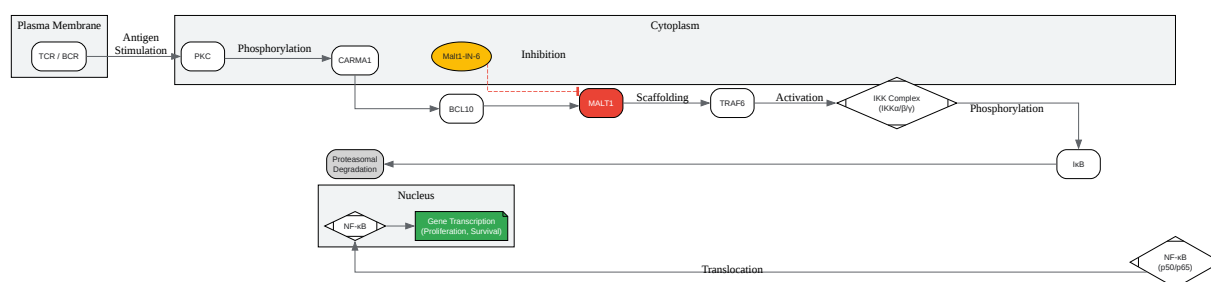 Plasma Membrane
Cytoplasm
TCR / BCR
Antigen
Stimulation
PKC
Phosphorylation
CARMA1
Malt1-IN-6
Inhibition
BCL10
MALT1
Scaffolding
TRAF6
Activation
IKK Complex
(IKKα/β/γ)
Phosphorylation
Proteasomal
Degradation
IκB
Nucleus
NF-κB
Gene Transcription
(Proliferation, Survival)
Translocation
NF-κB
(p50/p65)